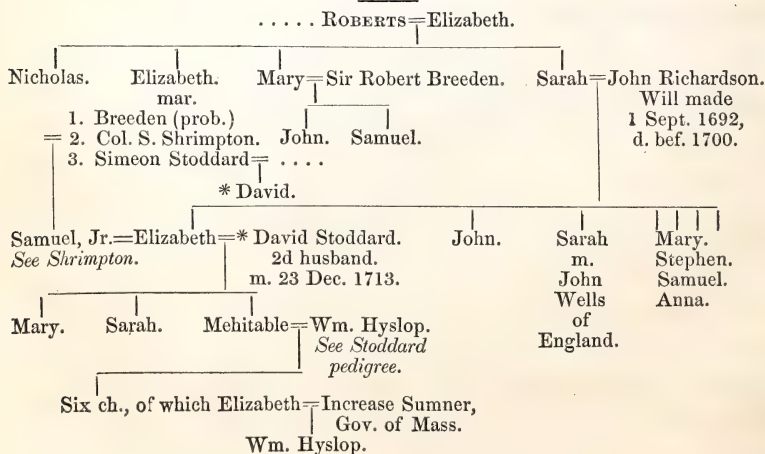 ..... ROBERTS=Elizabeth.
Nicholas. Elizabeth. Mary=Sir Robert Breeden. Sarah=John Richardson.
mar. Will made
1. Breeden (prob.) 1 Sept. 1692,
= 2. Col. S. Shrimpton. John. Samuel. d. bef. 1700.
3. Simeon Stoddard= ....
* David.
Samuel, Jr.=Elizabeth=* David Stoddard. John. Sarah Mary.
See Shrimpton. 2d husband. m. Stephen.
m. 23 Dec. 1713. John Samuel.
Wells Anna.
Mary. Sarah. Mehitable=Wm. Hyslop. of
See Stoddard England.
pedigree.
Six ch., of which Elizabeth=Increase Sumner,
Gov. of Mass.
Wm. Hyslop.